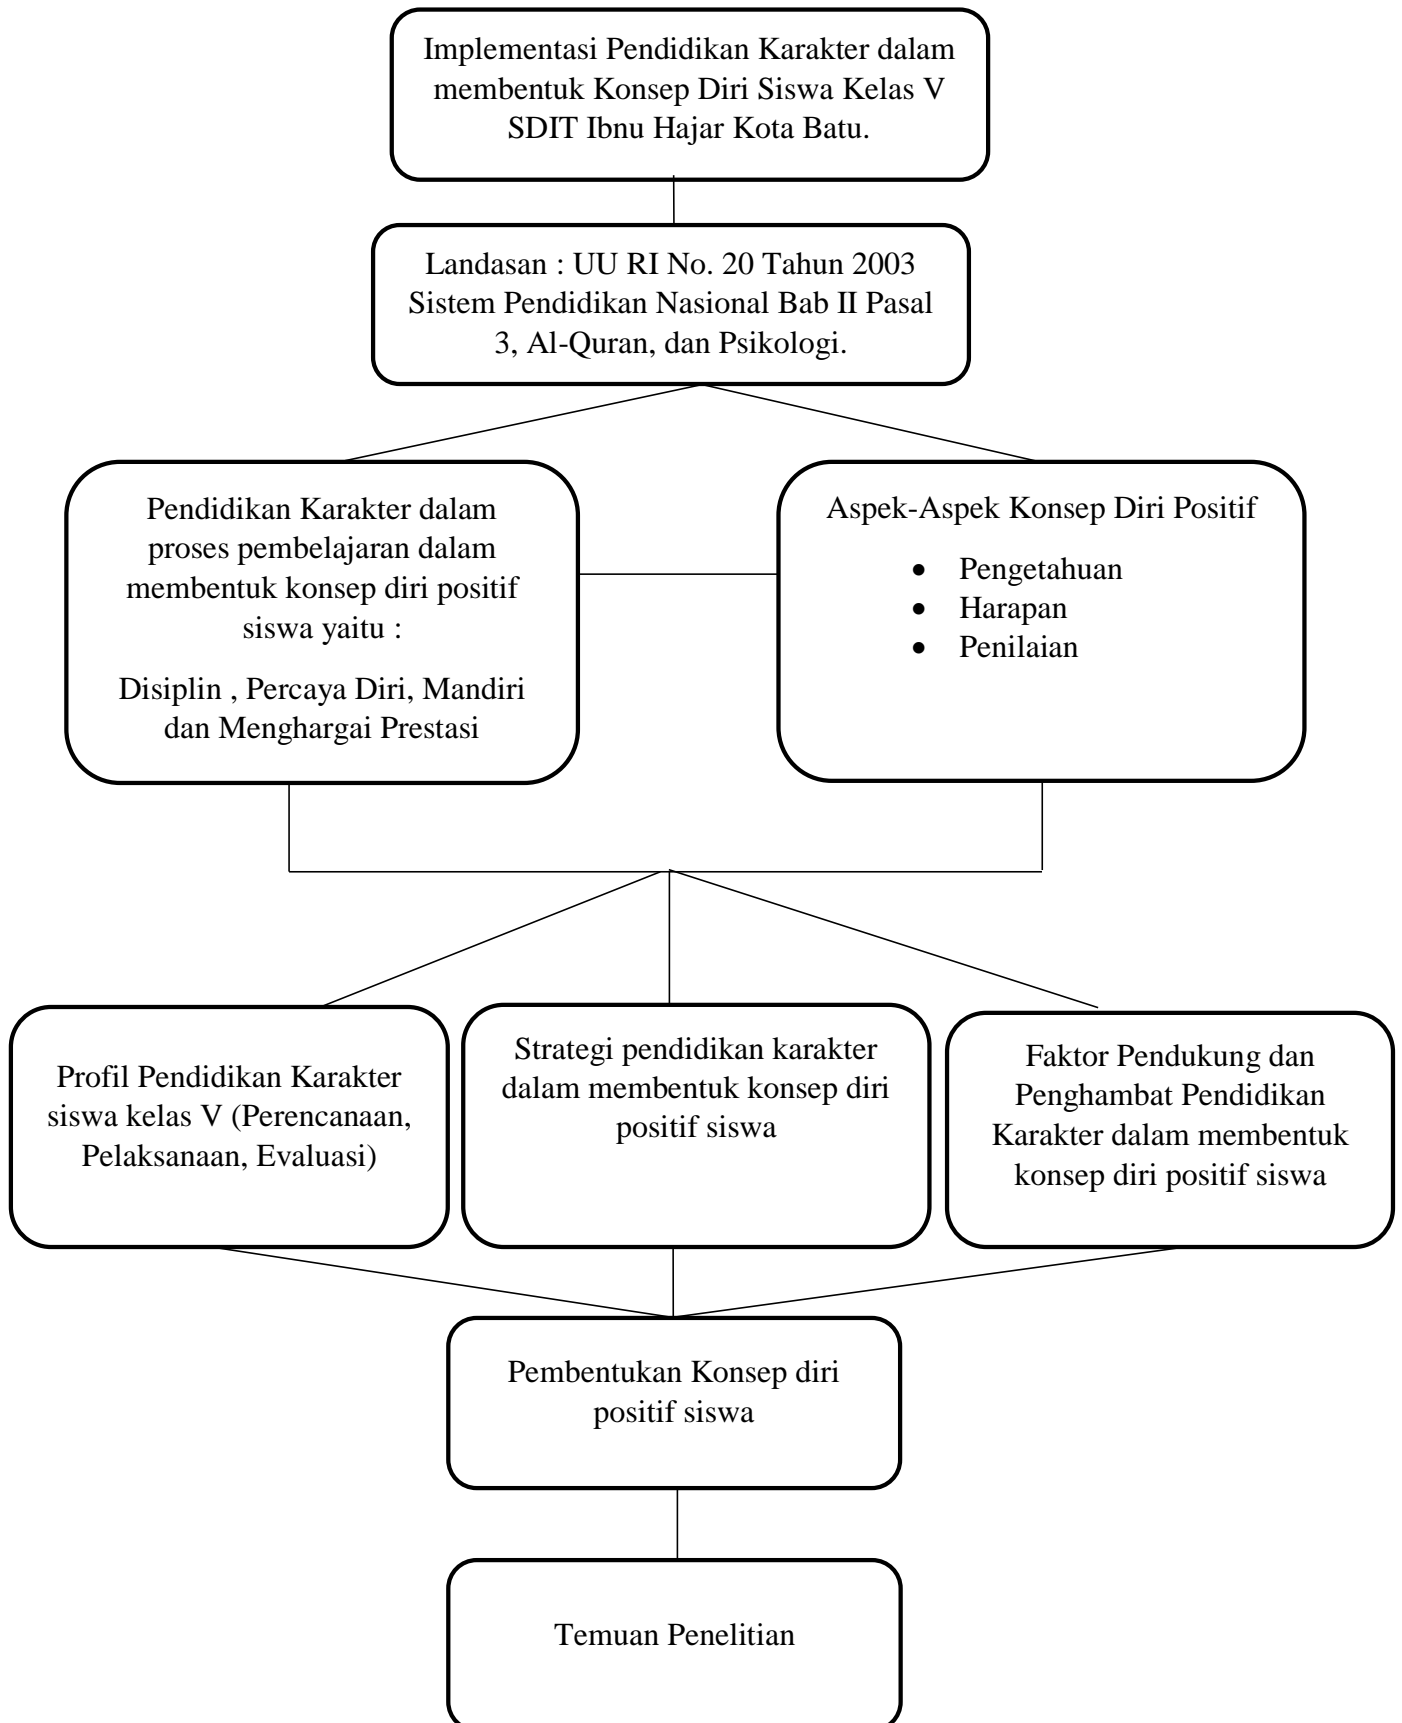 Implementasi Pendidikan Karakter dalam
membentuk Konsep Diri Siswa Kelas V
SDIT Ibnu Hajar Kota Batu.
Landasan : UU RI No. 20 Tahun 2003
Sistem Pendidikan Nasional Bab II Pasal
3, Al-Quran, dan Psikologi.
Pendidikan Karakter dalam
proses pembelajaran dalam
membentuk konsep diri positif
siswa yaitu :
Disiplin , Percaya Diri, Mandiri
dan Menghargai Prestasi
Aspek-Aspek Konsep Diri Positif
• Pengetahuan
• Harapan
• Penilaian
Profil Pendidikan Karakter
siswa kelas V (Perencanaan,
Pelaksanaan, Evaluasi)
Strategi pendidikan karakter
dalam membentuk konsep diri
positif siswa
Faktor Pendukung dan
Penghambat Pendidikan
Karakter dalam membentuk
konsep diri positif siswa
Pembentukan Konsep diri
positif siswa
Temuan Penelitian